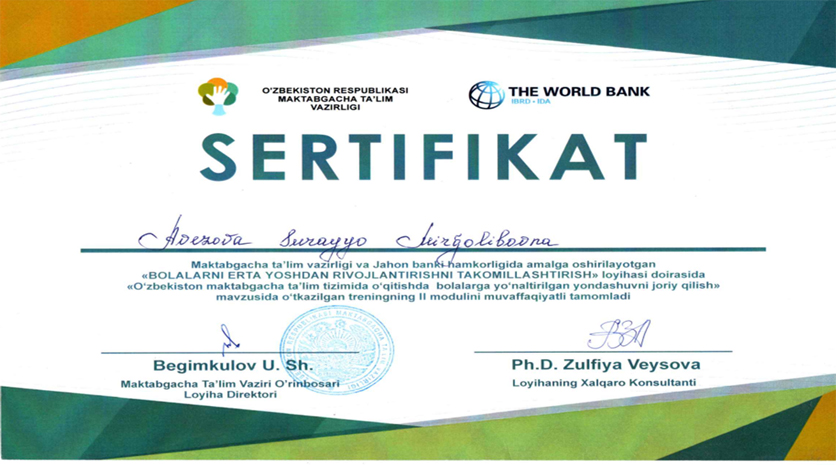 O'ZBEKISTON RESPUBLIKASI
MAKTABGACHA TA'LIM
VAZIRLIGI
THE WORLD BANK
IBRD • IDA
SERTIFIKAT
Avezova Surayyo Mirzolibovna
Maktabgacha ta'lim vazirligi va Jahon banki hamkorligida amalga oshirilayotgan
«BOLALARNI ERTA YOSHDAN RIVOJLANTIRISHNI TAKOMILLASHTIRISH» loyihasi doirasida
«O'zbekiston maktabgacha ta'lim tizimida o'qitishda bolalarga yo'naltirilgan yondashuvni joriy qilish»
mavzusida o'tkazilgan treningning II modulini muvaffaqiyatli tamomladi
Begimkulov U. Sh.
Maktabgacha Ta'lim Vaziri O'rinbosari
Loyiha Direktori
Ph.D. Zulfiya Veysova
Loyihaning Xalqaro Konsultanti